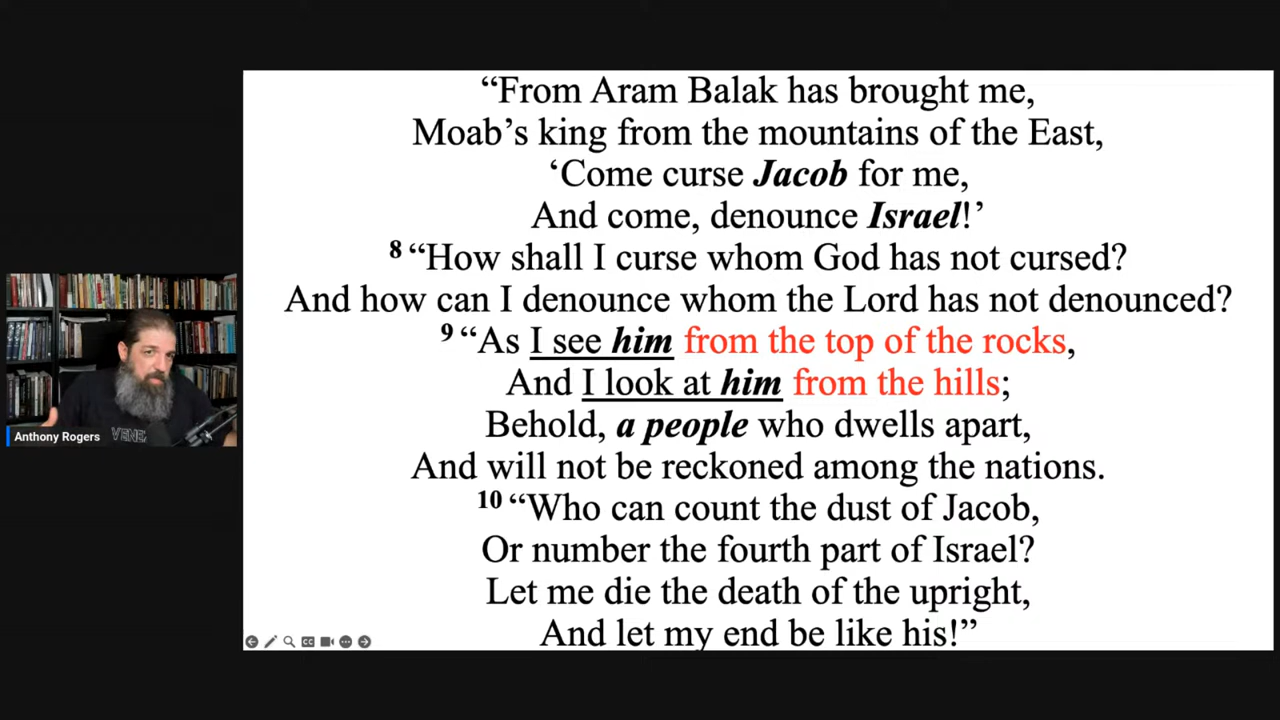 “From Aram Balak has brought me,
Moab’s king from the mountains of the East,
‘Come curse Jacob for me,
And come, denounce Israel!’
8 “How shall I curse whom God has not cursed?
And how can I denounce whom the Lord has not denounced?
9 “As I see him from the top of the rocks,
And I look at him from the hills;
Behold, a people who dwells apart,
And will not be reckoned among the nations.
10 “Who can count the dust of Jacob,
Or number the fourth part of Israel?
Let me die the death of the upright,
And let my end be like his!”
Anthony Rogers
CC